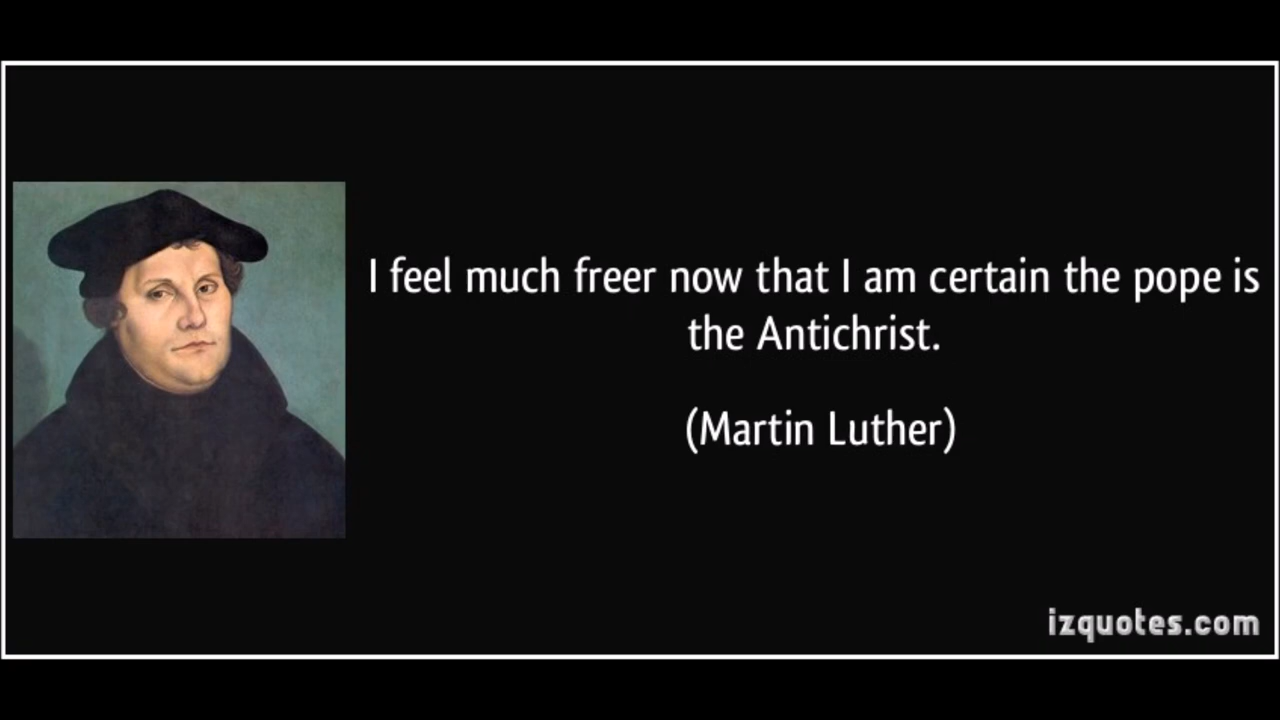 I feel much freer now that I am certain the pope is
the Antichrist.
(Martin Luther)
izquotes.com